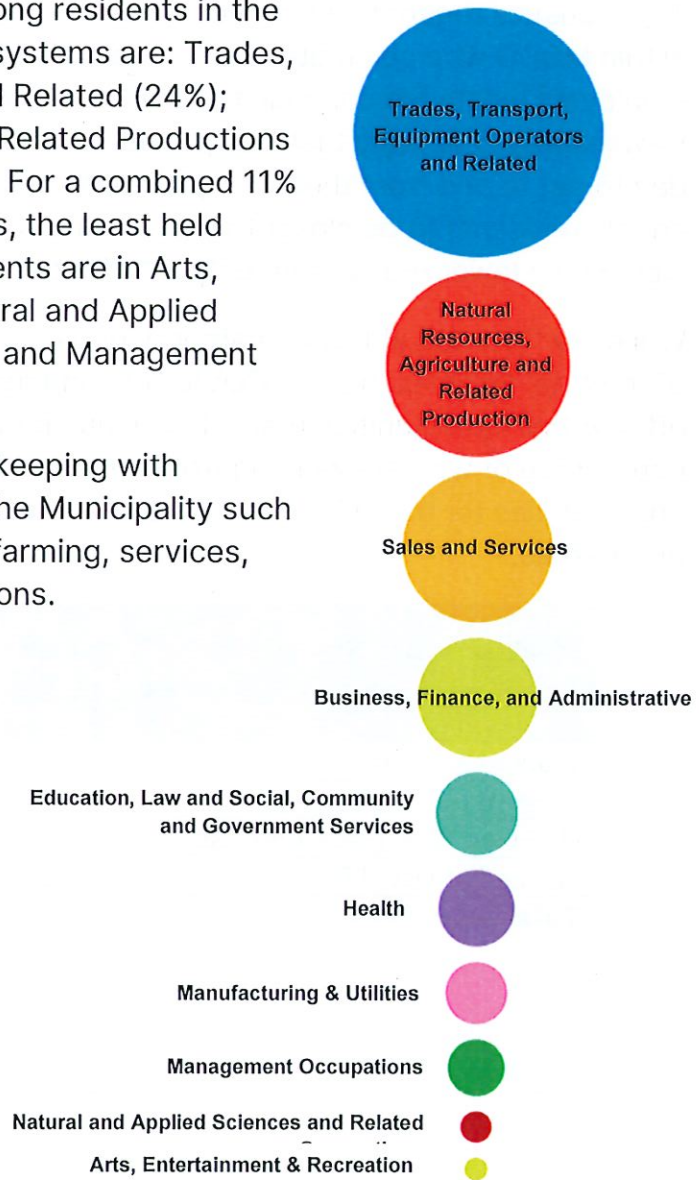 ong residents in the
systems are: Trades,
Related (24%);
Related Productions
For a combined 11%
s, the least held
ents are in Arts,
ral and Applied
and Management
keeping with
ne Municipality such
farming, services,
ons.
Trades, Transport,
Equipment Operators
and Related
Natural
Resources,
Agriculture and
Related
Production
Sales and Services
Business, Finance, and Administrative
Education, Law and Social, Community
and Government Services
Health
Manufacturing & Utilities
Management Occupations
Natural and Applied Sciences and Related
Arts, Entertainment & Recreation